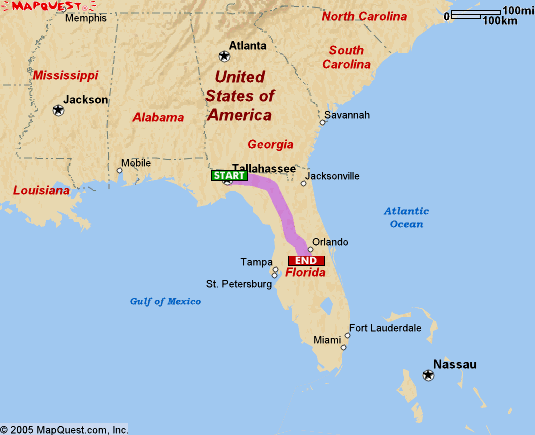 MAPQUEST
100mi
0
100km
Memphis
North Carolina
Atlanta
South
Carolina
Mississippi
United
States of
America
Jackson
Alabama
Savannah
Georgia
Mobile
Tallahassee
START
Jacksonville
Louisiana
Atlantic
Ocean
Orlando
Tampa
END
Florida
St. Petersburg
Gulf of Mexico
Fort Lauderdale
Miami
Nassau
© 2005 MapQuest.com, Inc.